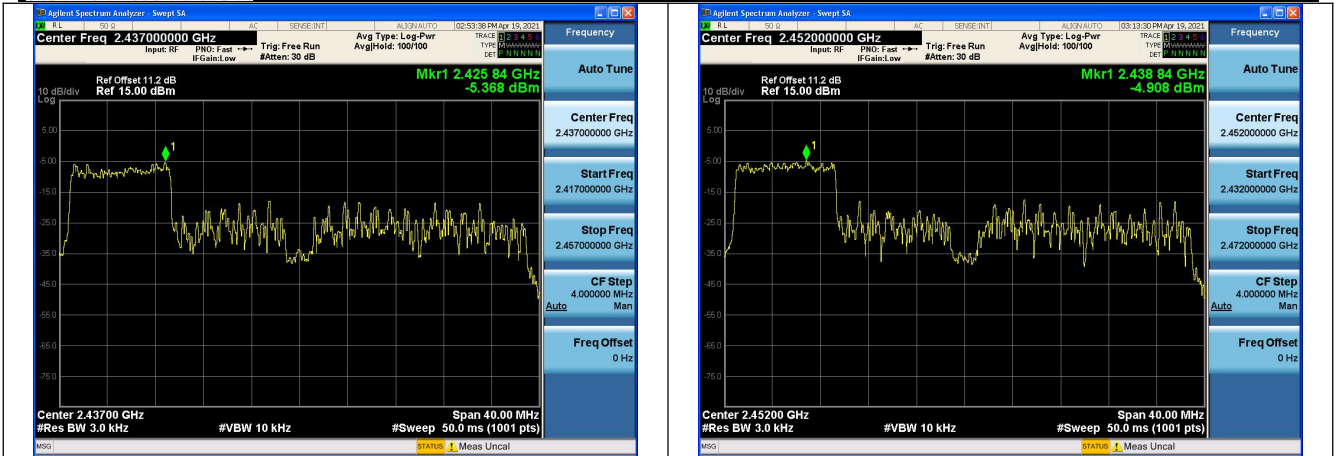 Agilent Spectrum Analyzer - Swept SA
RL 50 Ω AC SENSE:INT ALIGNAUTO 02:53:38 PM Apr 19, 2021
Center Freq 2.437000000 GHz
Input: RF PNO: Fast
IFGain:Low
Trig: Free Run
#Atten: 30 dB
Avg Type: Log-Pwr
Avg|Hold: 100/100
TRACE 1 2 3 4 5 6
TYPE M W W W W W
DET P N N N N N
Frequency
Auto Tune
Mkr1 2.425 84 GHz
-5.368 dBm
Ref Offset 11.2 dB
10 dB/div Ref 15.00 dBm
Log
5.00
-5.00
-15.0
-25.0
-35.0
-45.0
-55.0
-65.0
-75.0
1
Center Freq
2.437000000 GHz
Start Freq
2.417000000 GHz
Stop Freq
2.457000000 GHz
CF Step
4.000000 MHz
Auto Man
Freq Offset
0 Hz
Center 2.43700 GHz Span 40.00 MHz
#Res BW 3.0 kHz #VBW 10 kHz #Sweep 50.0 ms (1001 pts)
MSG STATUS Meas Uncal
Agilent Spectrum Analyzer - Swept SA
RL 50 Ω AC SENSE:INT ALIGNAUTO 03:13:30 PM Apr 19, 2021
Center Freq 2.452000000 GHz
Input: RF PNO: Fast
IFGain:Low
Trig: Free Run
#Atten: 30 dB
Avg Type: Log-Pwr
Avg|Hold: 100/100
TRACE 1 2 3 4 5 6
TYPE M W W W W W
DET P N N N N N
Frequency
Auto Tune
Mkr1 2.438 84 GHz
-4.908 dBm
Ref Offset 11.2 dB
10 dB/div Ref 15.00 dBm
Log
5.00
-5.00
-15.0
-25.0
-35.0
-45.0
-55.0
-65.0
-75.0
1
Center Freq
2.452000000 GHz
Start Freq
2.432000000 GHz
Stop Freq
2.472000000 GHz
CF Step
4.000000 MHz
Auto Man
Freq Offset
0 Hz
Center 2.45200 GHz Span 40.00 MHz
#Res BW 3.0 kHz #VBW 10 kHz #Sweep 50.0 ms (1001 pts)
MSG STATUS Meas Uncal